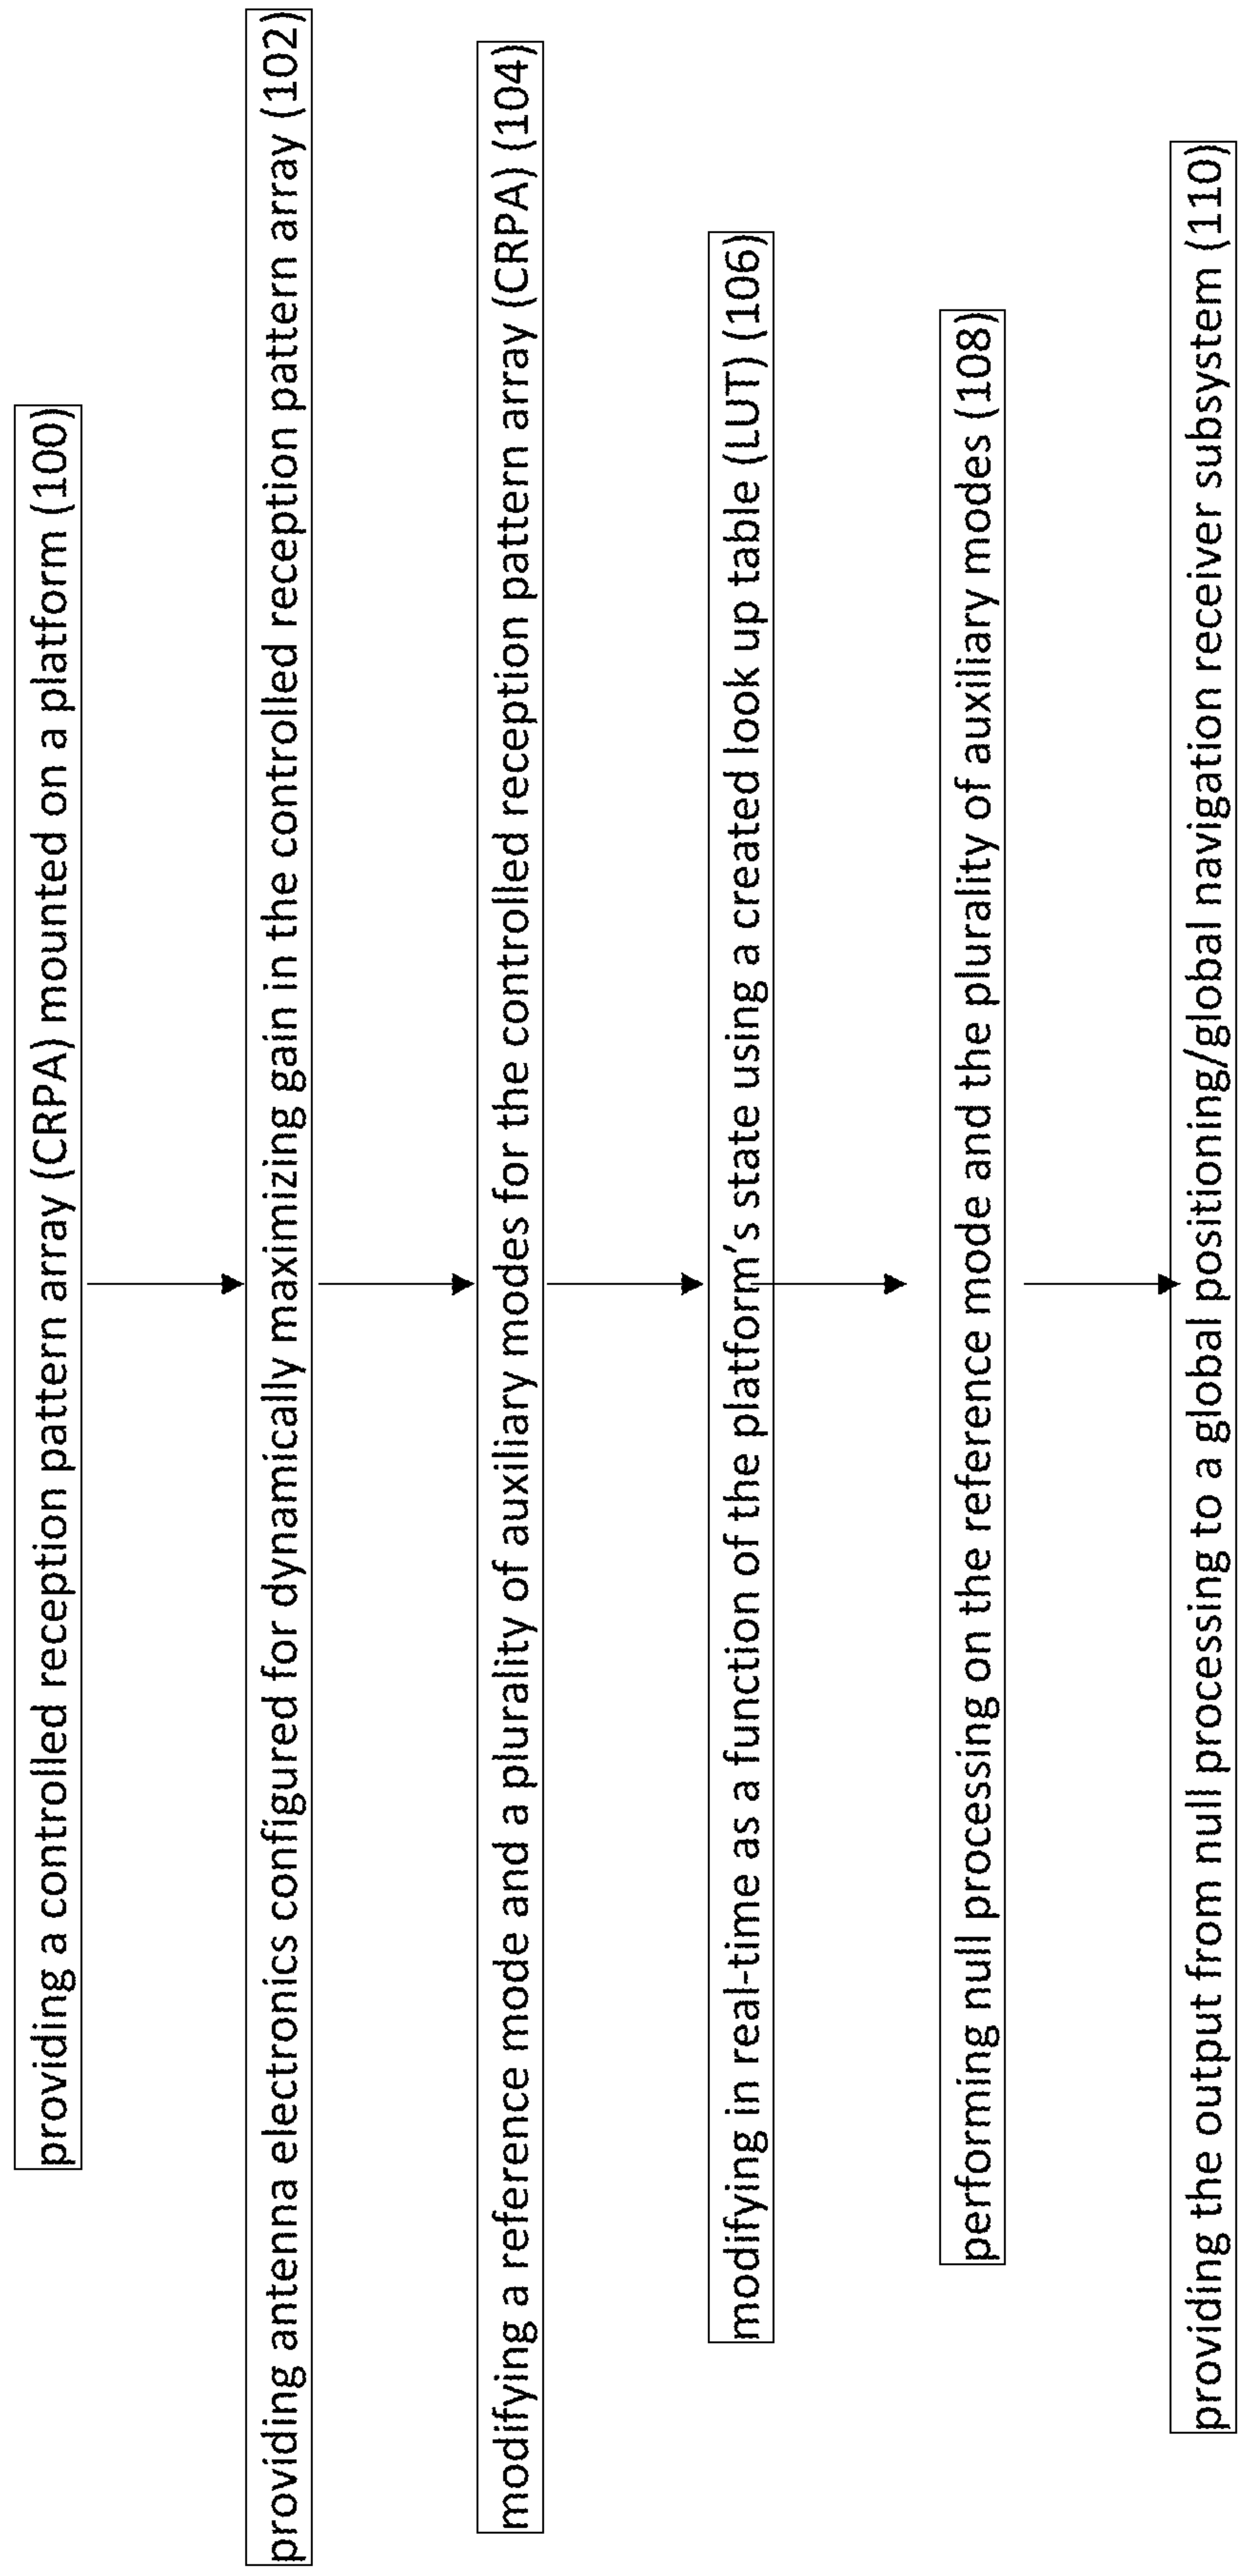 providing a controlled reception pattern array (CRPA) mounted on a platform (100)
providing antenna electronics configured for dynamically maximizing gain in the controlled reception pattern array (102)
modifying a reference mode and a plurality of auxiliary modes for the controlled reception pattern array (CRPA) (104)
modifying in real-time as a function of the platform's state using a created look up table (LUT) (106)
performing null processing on the reference mode and the plurality of auxiliary modes (108)
providing the output from null processing to a global positioning/global navigation receiver subsystem (110)